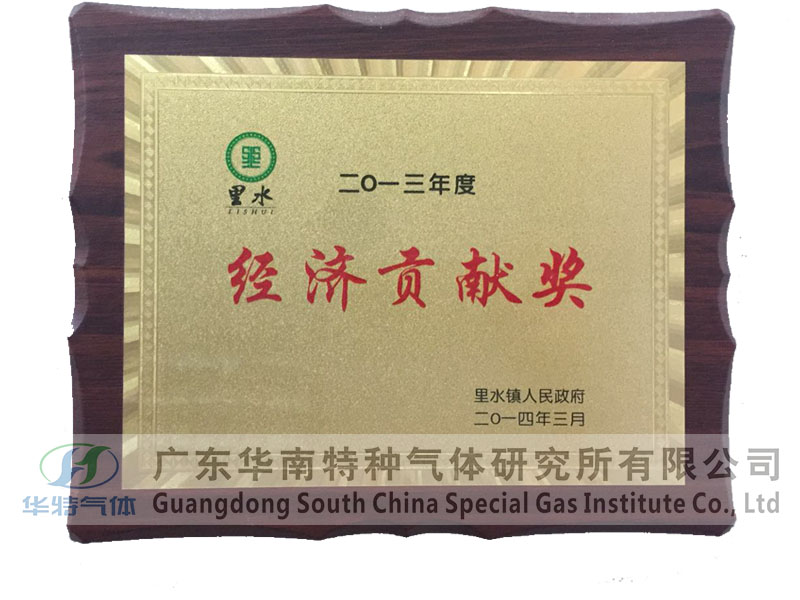 里
里水
LISHUI
二〇一三年度
经济贡献奖
里水镇人民政府
二〇一四年三月
华特气体
广东华南特种气体研究所有限公司
Guangdong South China Special Gas Institute Co., Ltd